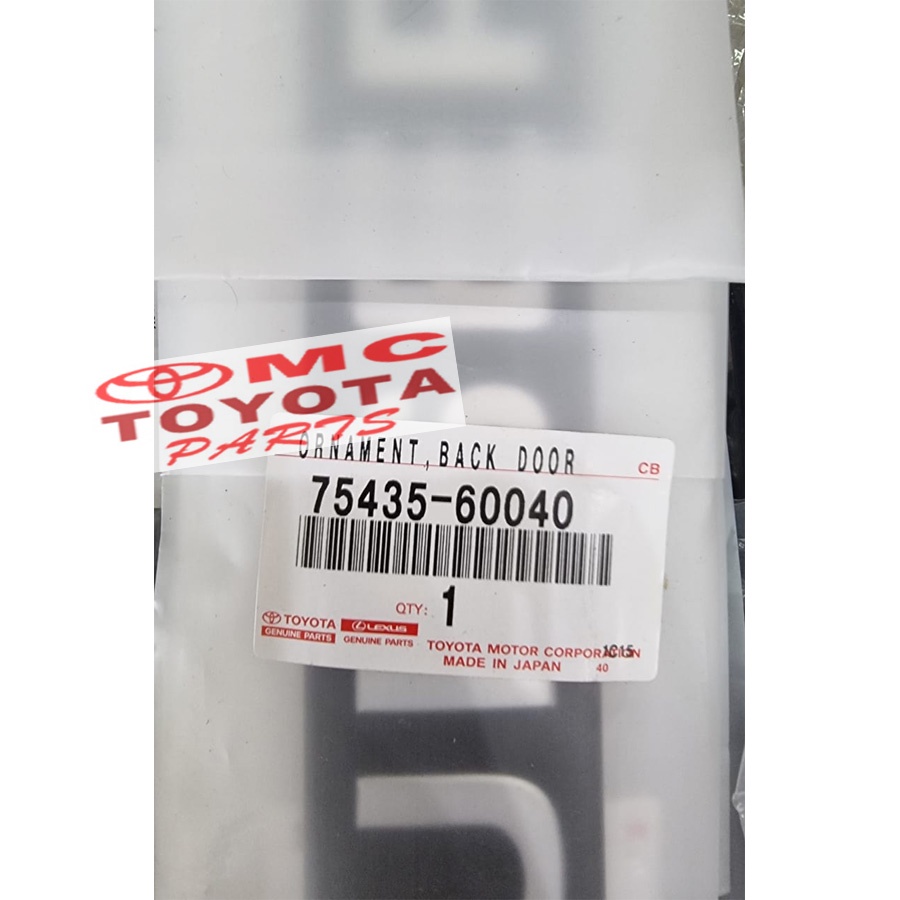 MC
TOYOTA
PARTS
ORNAMENT,BACK DOOR
CB
75435-60040
QTY: 1
TOYOTA
GENUINE PARTS
LEXUS
GENUINE PARTS
TOYOTA MOTOR CORPORATION
1C15
MADE IN JAPAN
40